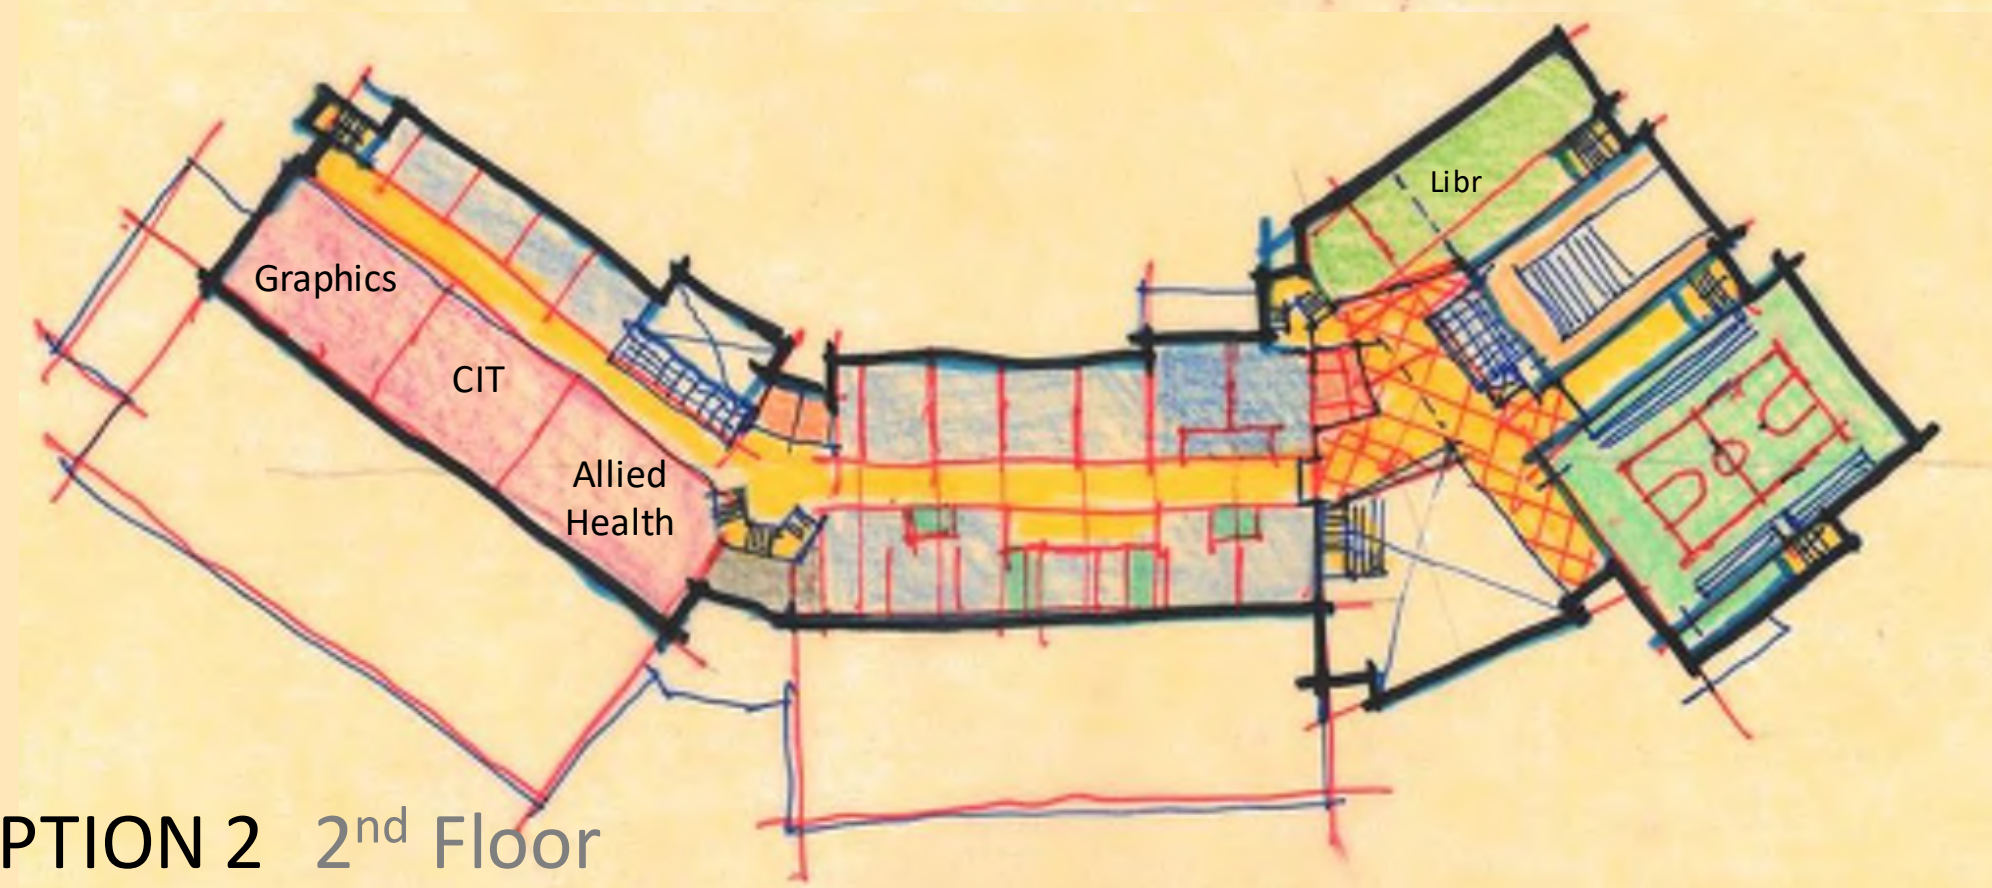 Libr
Graphics
CIT
Allied
Health
PTION 2 2nd Floor